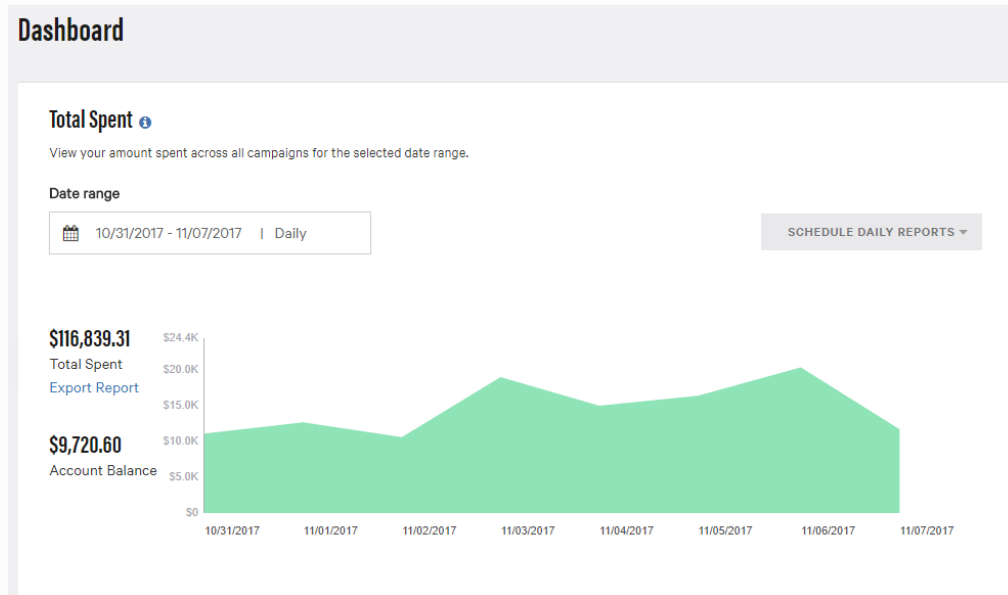 Dashboard
Total Spent
View your amount spent across all campaigns for the selected date range.
Date range
10/31/2017 - 11/07/2017 | Daily
SCHEDULE DAILY REPORTS
$116,839.31
Total Spent
Export Report
$9,720.60
Account Balance
$24.4K
$20.0K
$15.0K
$10.0K
$5.0K
$0
10/31/2017 11/01/2017 11/02/2017 11/03/2017 11/04/2017 11/05/2017 11/06/2017 11/07/2017